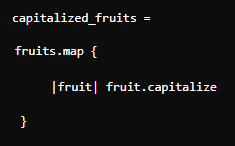 capitalized_fruits =
fruits.map {
|fruit| fruit.capitalize
}